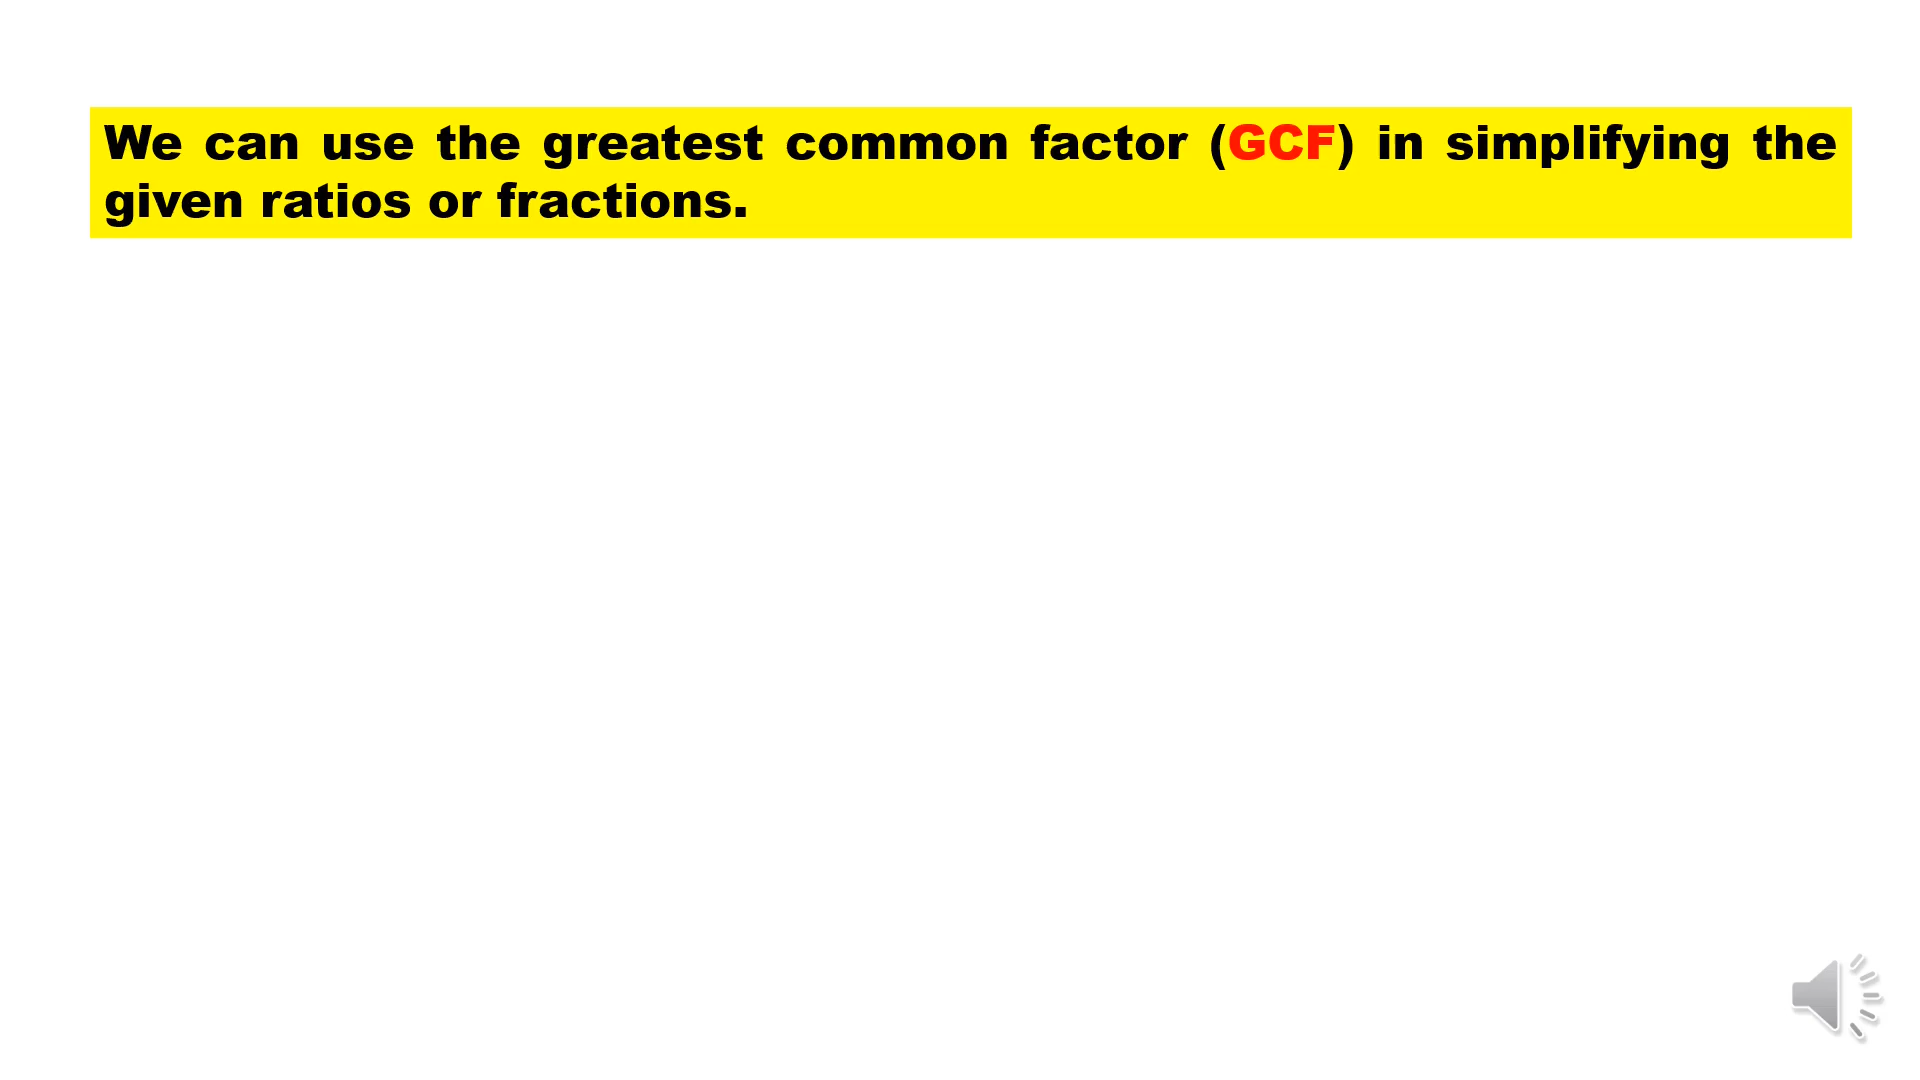 We can use the greatest common factor (GCF) in simplifying the
given ratios or fractions.